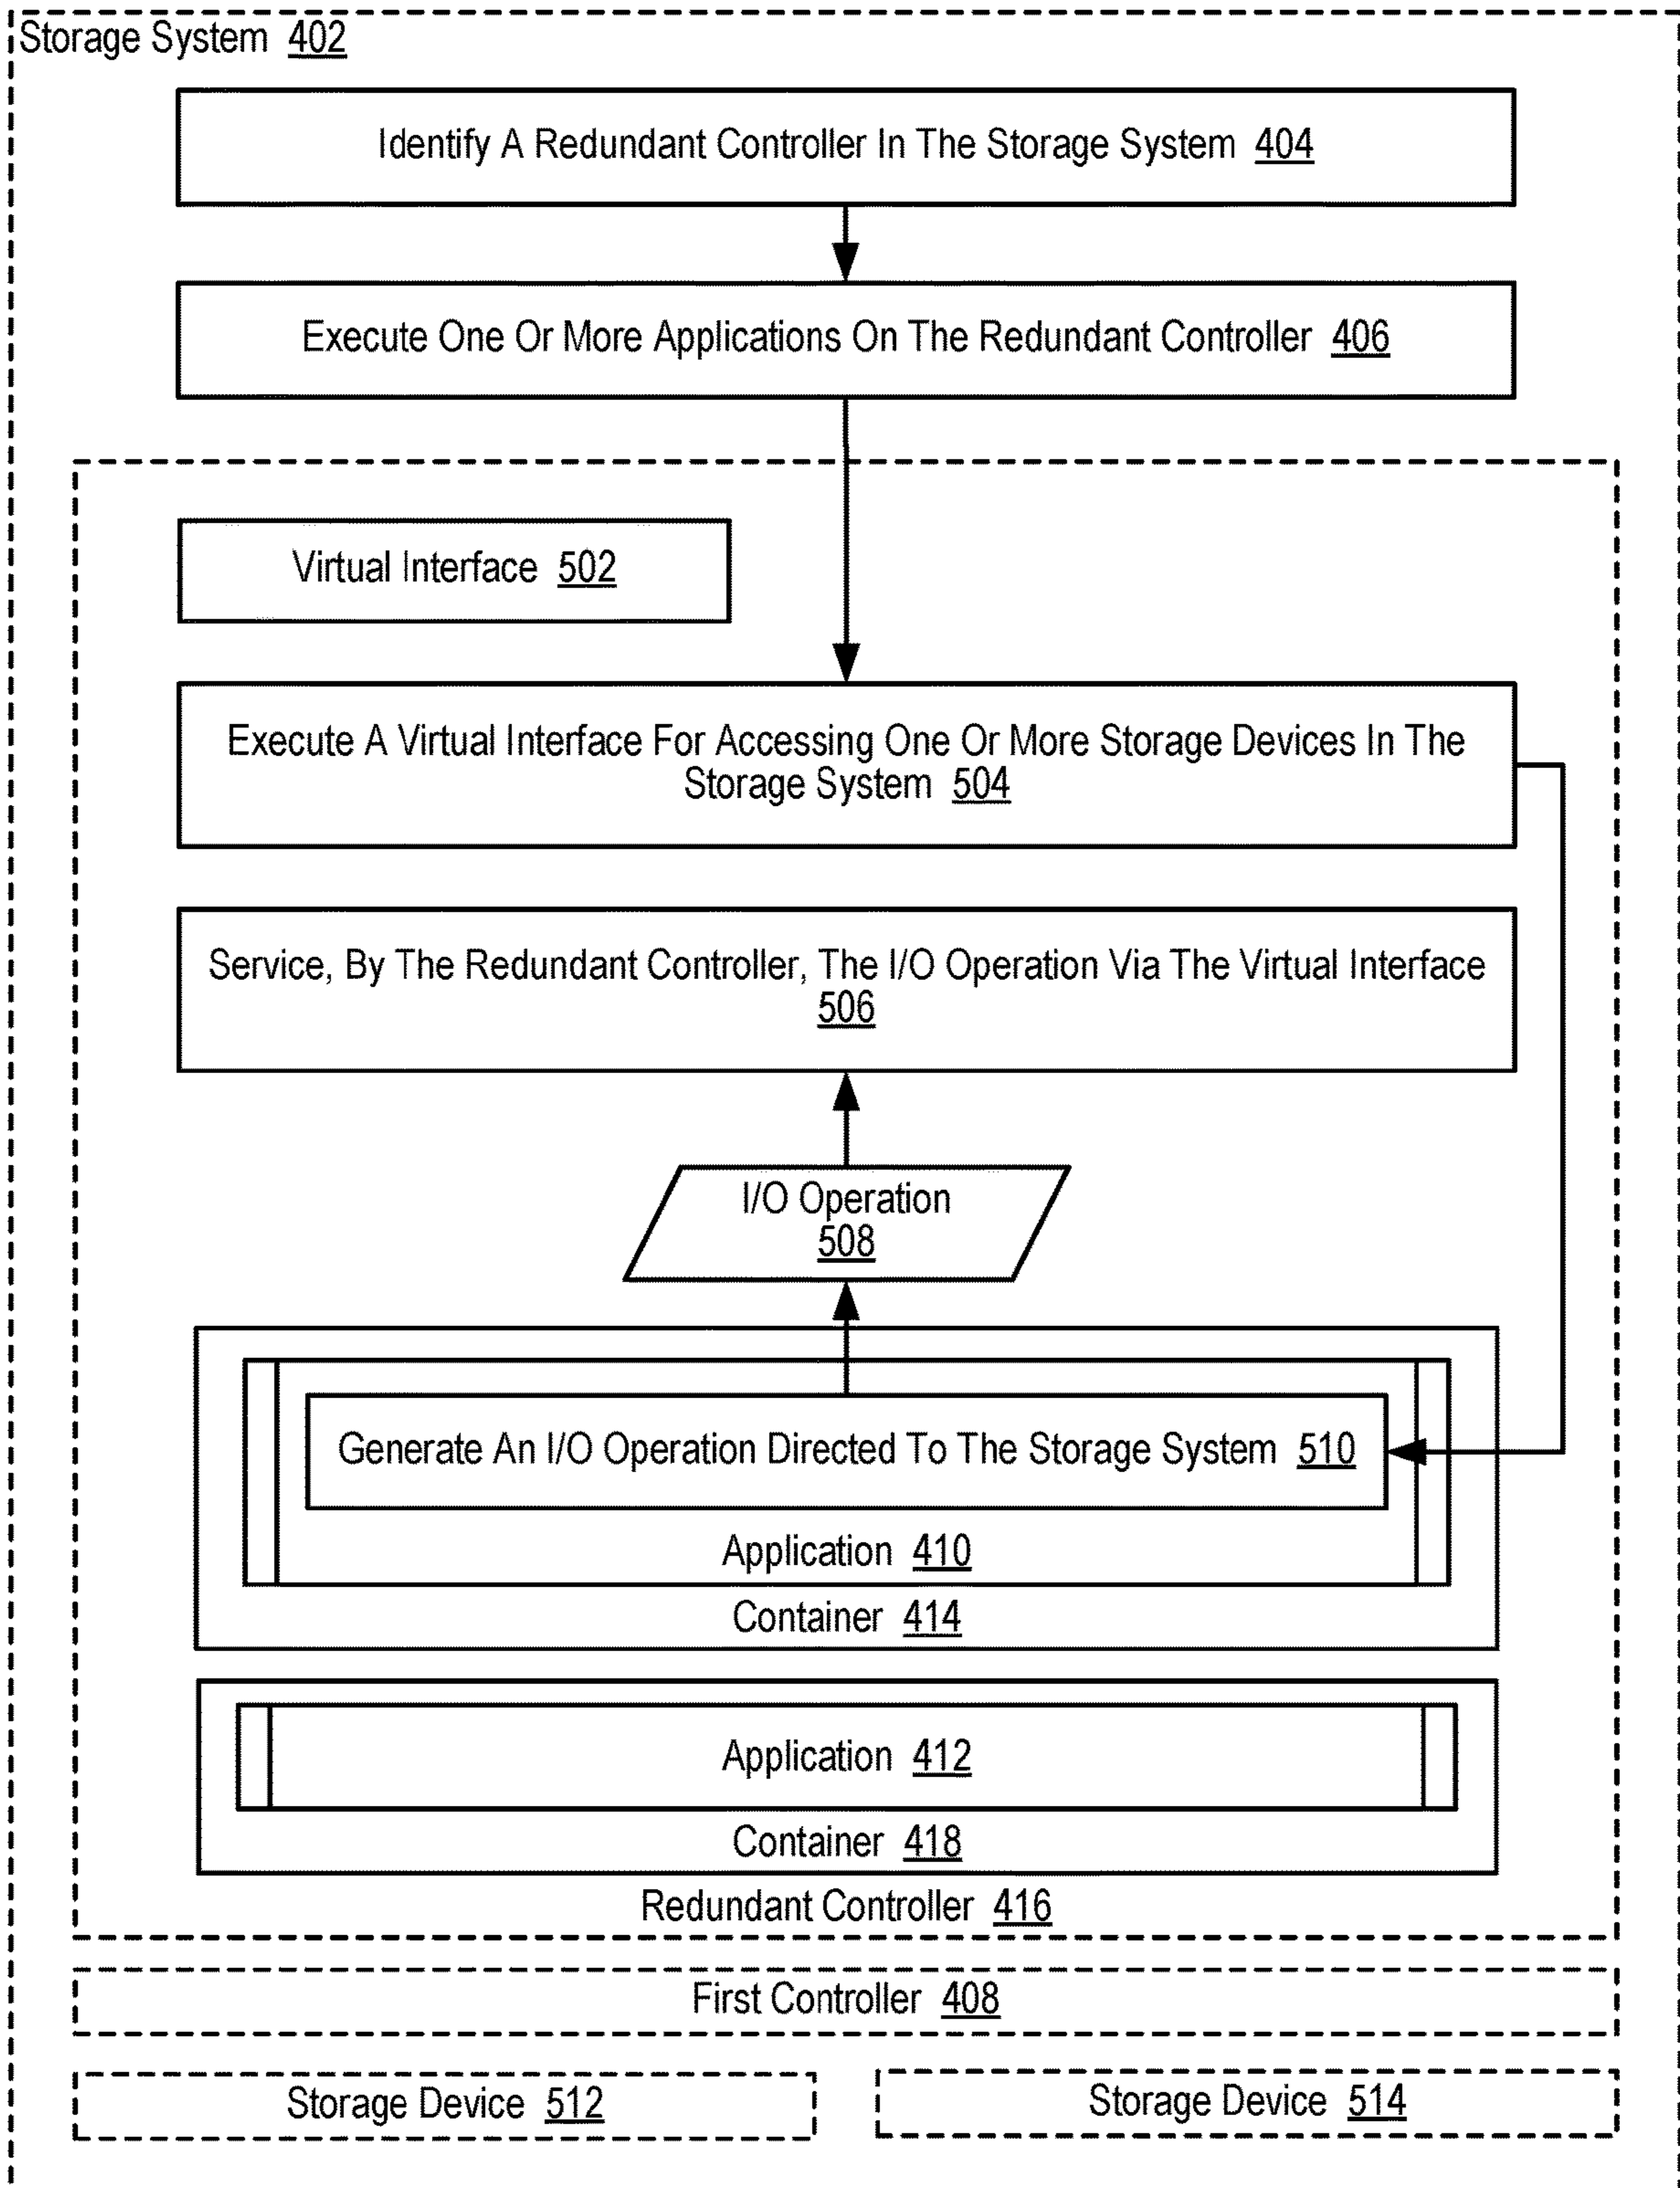 Storage System 402
Identify A Redundant Controller In The Storage System 404
Execute One Or More Applications On The Redundant Controller 406
Virtual Interface 502
Execute A Virtual Interface For Accessing One Or More Storage Devices In The
Storage System 504
Service, By The Redundant Controller, The I/O Operation Via The Virtual Interface
506
I/O Operation
508
Generate An I/O Operation Directed To The Storage System 510
Application 410
Container 414
Application 412
Container 418
Redundant Controller 416
First Controller 408
Storage Device 512
Storage Device 514